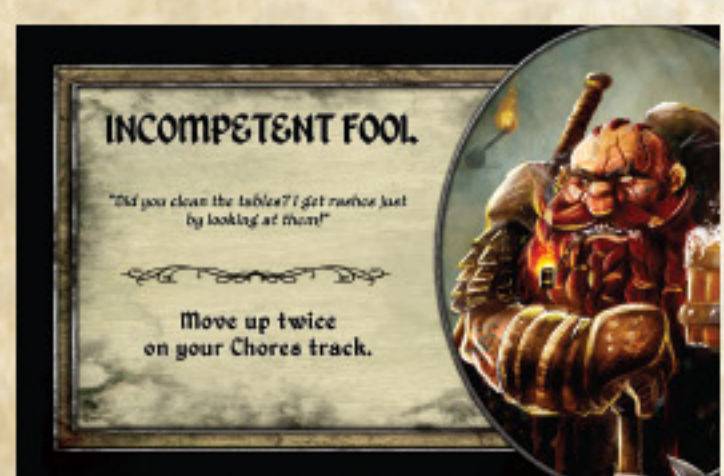 INCOMPETENT FOOL
"Did you clean the tables? I get rashes just
by looking at them!"
Move up twice
on your Chores track.